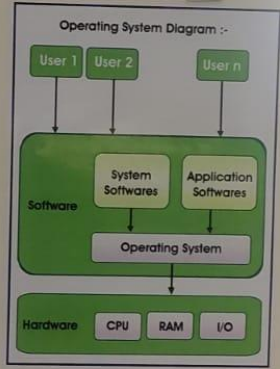 Operating System Diagram :-
User 1 User 2 User n
System Softwares
Application Softwares
Software
Operating System
Hardware CPU RAM I/O